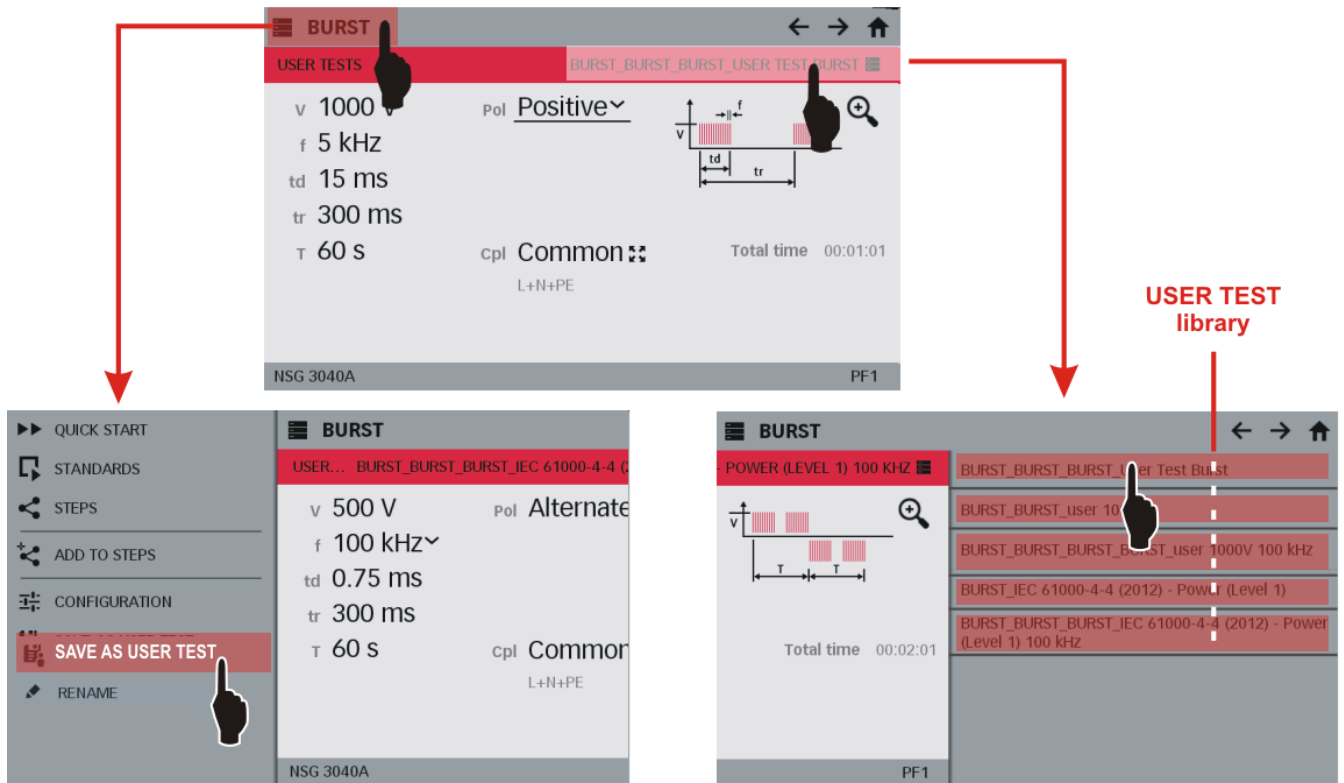 BURST
USER TESTS
BURST_BURST_BURST_USER TEST BURST
V 1000 V
Pol Positive
f 5 kHz
td 15 ms
tr 300 ms
T 60 s
Cpl Common
L+N+PE
f
V
td
tr
Total time 00:01:01
NSG 3040A
PF1
USER TEST
library
QUICK START
STANDARDS
STEPS
ADD TO STEPS
CONFIGURATION
SAVE AS USER TEST
RENAME
BURST
USER... BURST_BURST_BURST_IEC 61000-4-4 (
V 500 V
Pol Alternate
f 100 kHz
td 0.75 ms
tr 300 ms
T 60 s
Cpl Common
L+N+PE
NSG 3040A
BURST
- POWER (LEVEL 1) 100 KHZ
V
T T
Total time 00:02:01
PF1
BURST_BURST_BURST_User Test Burst
BURST_BURST_user 10
BURST_BURST_BURST_BURST_user 1000V 100 kHz
BURST_IEC 61000-4-4 (2012) - Power (Level 1)
BURST_BURST_BURST_IEC 61000-4-4 (2012) - Power
(Level 1) 100 kHz